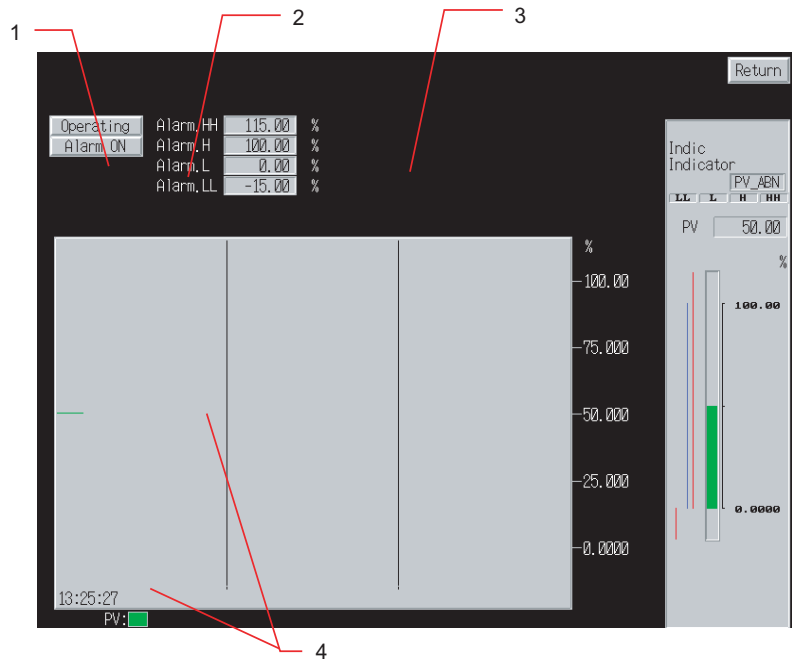 1
2
3
Return
Operating
Alarm ON
Alarm.HH 115.00 %
Alarm.H 100.00 %
Alarm.L 0.00 %
Alarm.LL -15.00 %
Indic
Indicator
PV_ABN
LL L H HH
PV 50.00
%
100.00
0.0000
%
100.00
75.000
50.000
25.000
0.0000
13:25:27
PV:
4